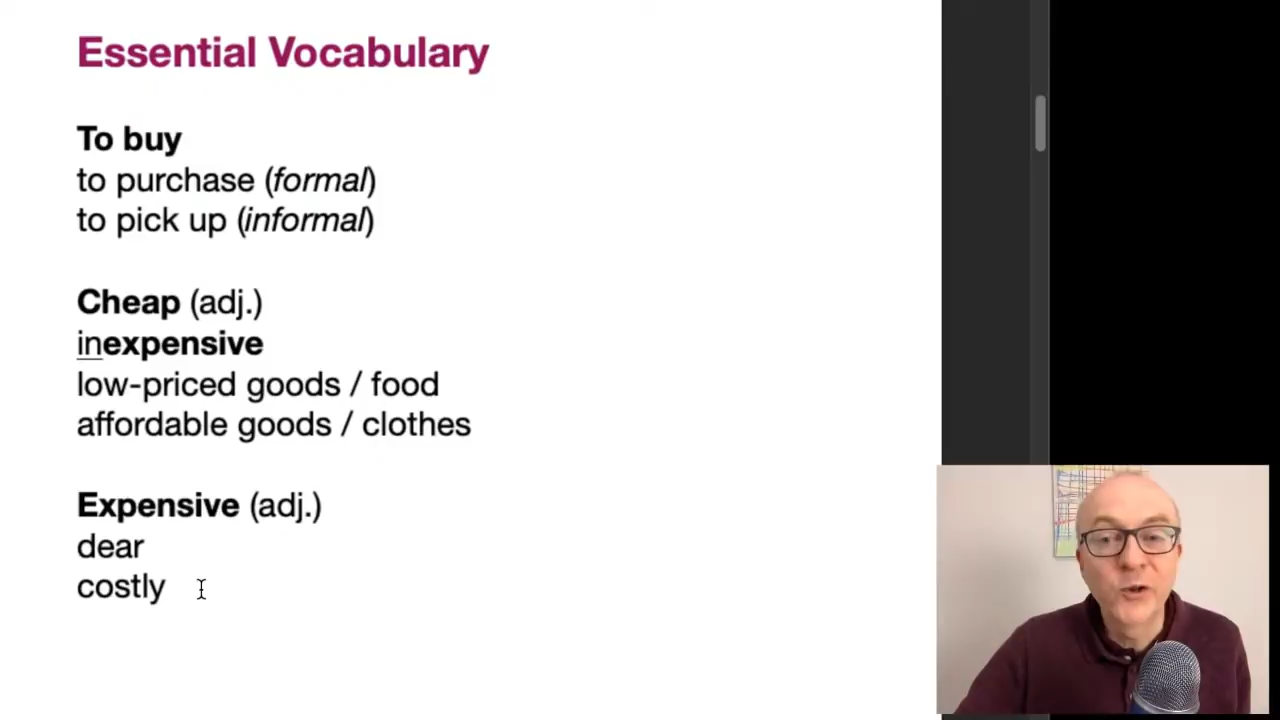 Essential Vocabulary
To buy
to purchase (formal)
to pick up (informal)
Cheap (adj.)
inexpensive
low-priced goods / food
affordable goods / clothes
Expensive (adj.)
dear
costly